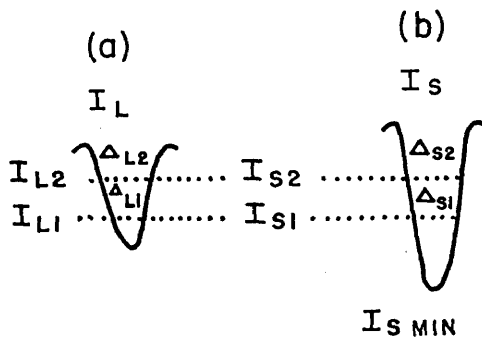 (a) (b)
I_L I_S
Δ_L2 Δ_S2
I_L2 I_S2
Δ_L1 Δ_S1
I_L1 I_S1
I_S MIN